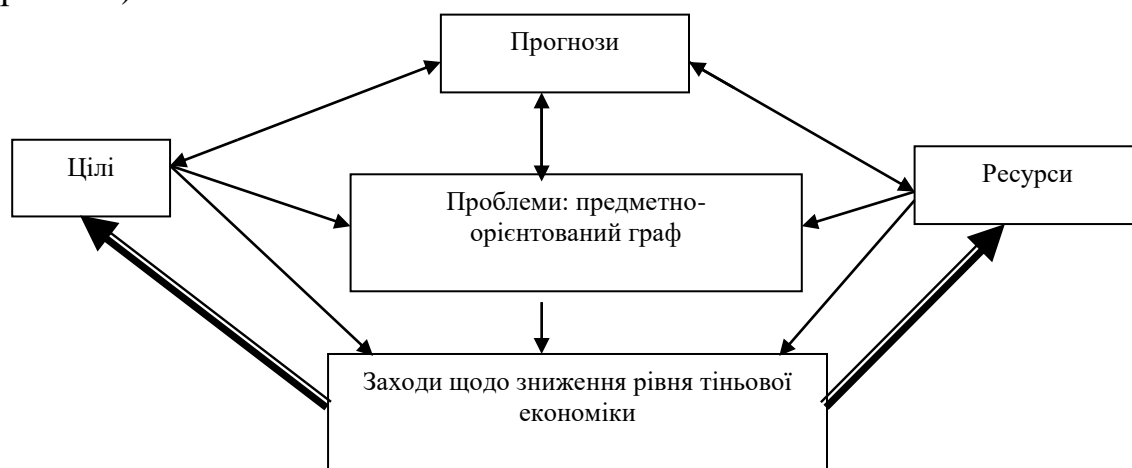 Прогнози
Цілі
Ресурси
Проблеми: предметно-
орієнтований граф
Заходи щодо зниження рівня тіньової
економіки